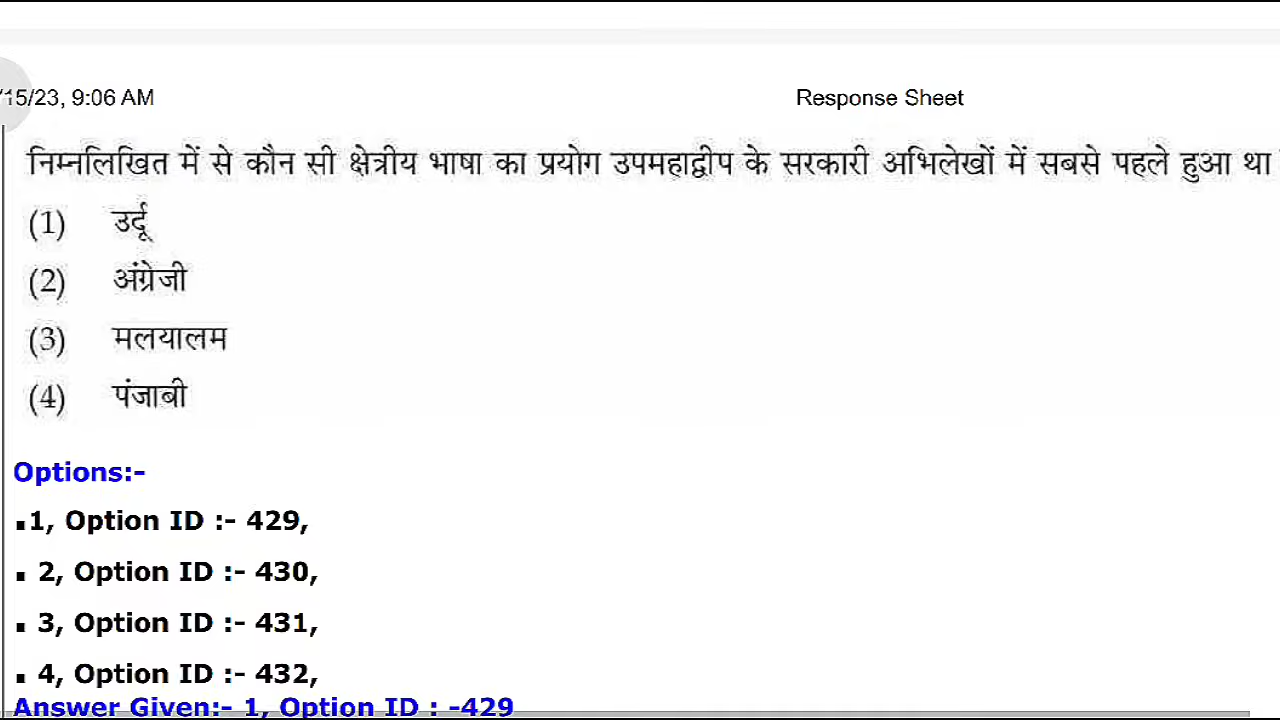 /15/23, 9:06 AM Response Sheet
निम्नलिखित में से कौन सी क्षेत्रीय भाषा का प्रयोग उपमहाद्वीप के सरकारी अभिलेखों में सबसे पहले हुआ था
(1) उर्दू
(2) अंग्रेजी
(3) मलयालम
(4) पंजाबी
Options:-
1, Option ID :- 429,
2, Option ID :- 430,
3, Option ID :- 431,
4, Option ID :- 432,
Answer Given:- 1, Option ID : -429